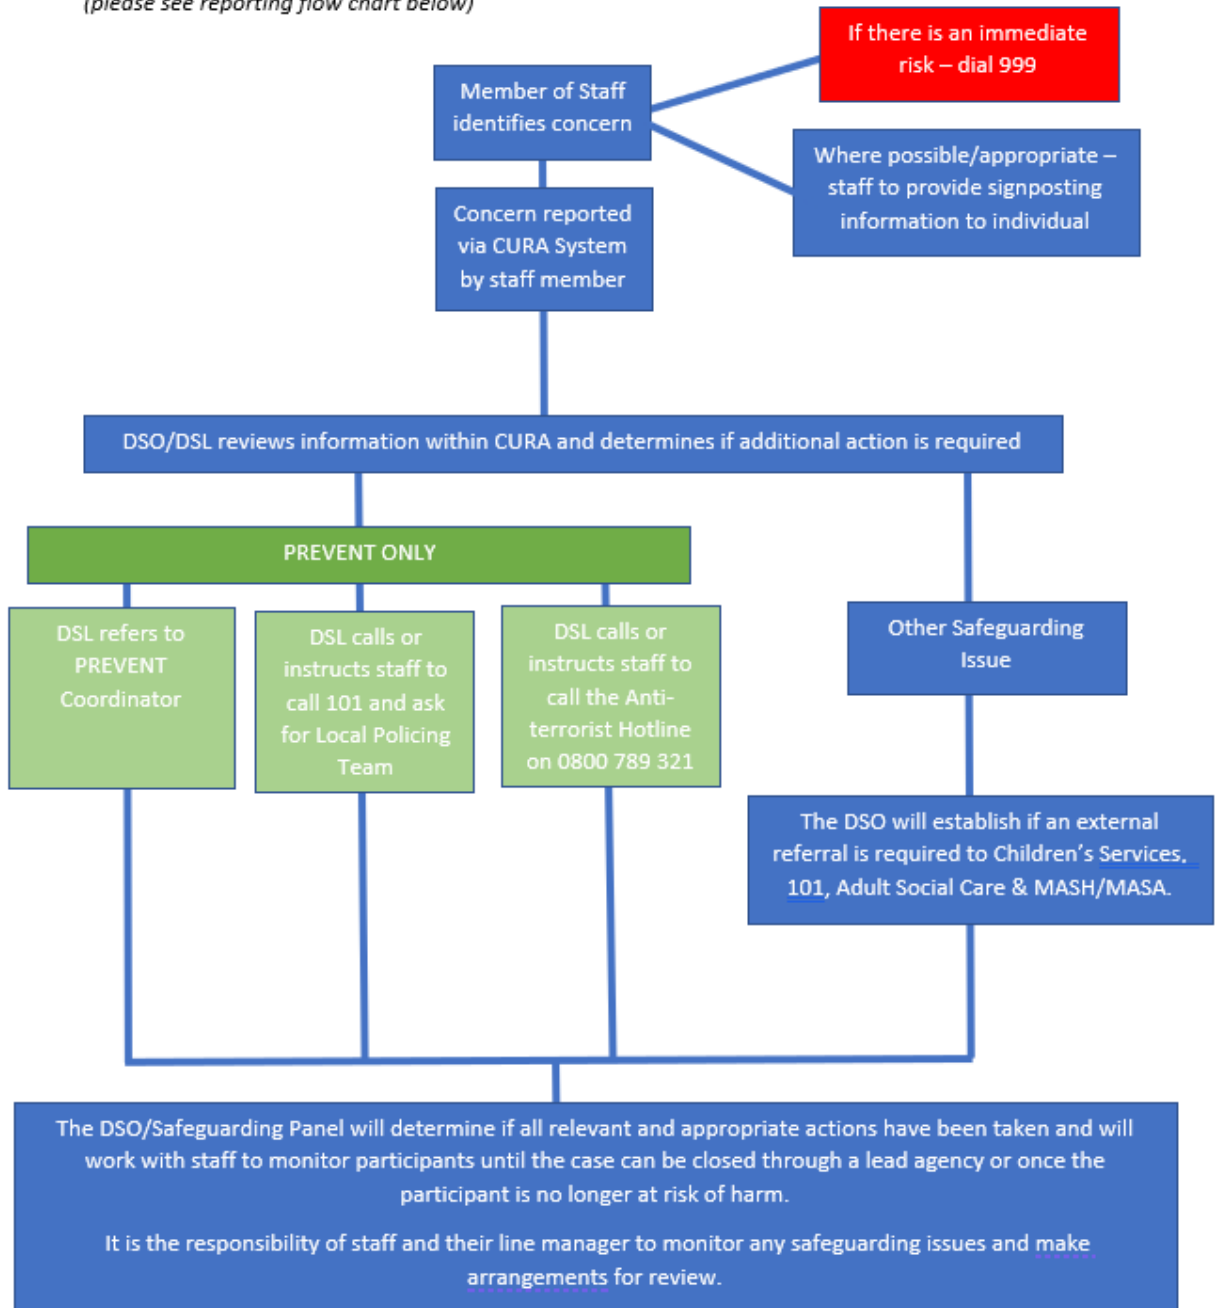 (please see reporting flow chart below)
If there is an immediate
risk – dial 999
Member of Staff
identifies concern
Where possible/appropriate –
staff to provide signposting
information to individual
Concern reported
via CURA System
by staff member
DSO/DSL reviews information within CURA and determines if additional action is required
PREVENT ONLY
DSL refers to
PREVENT
Coordinator
DSL calls or
instructs staff to
call 101 and ask
for Local Policing
Team
DSL calls or
instructs staff to
call the Anti-
terrorist Hotline
on 0800 789 321
Other Safeguarding
Issue
The DSO will establish if an external
referral is required to Children’s Services,
101, Adult Social Care & MASH/MASA.
The DSO/Safeguarding Panel will determine if all relevant and appropriate actions have been taken and will
work with staff to monitor participants until the case can be closed through a lead agency or once the
participant is no longer at risk of harm.
It is the responsibility of staff and their line manager to monitor any safeguarding issues and make
arrangements for review.